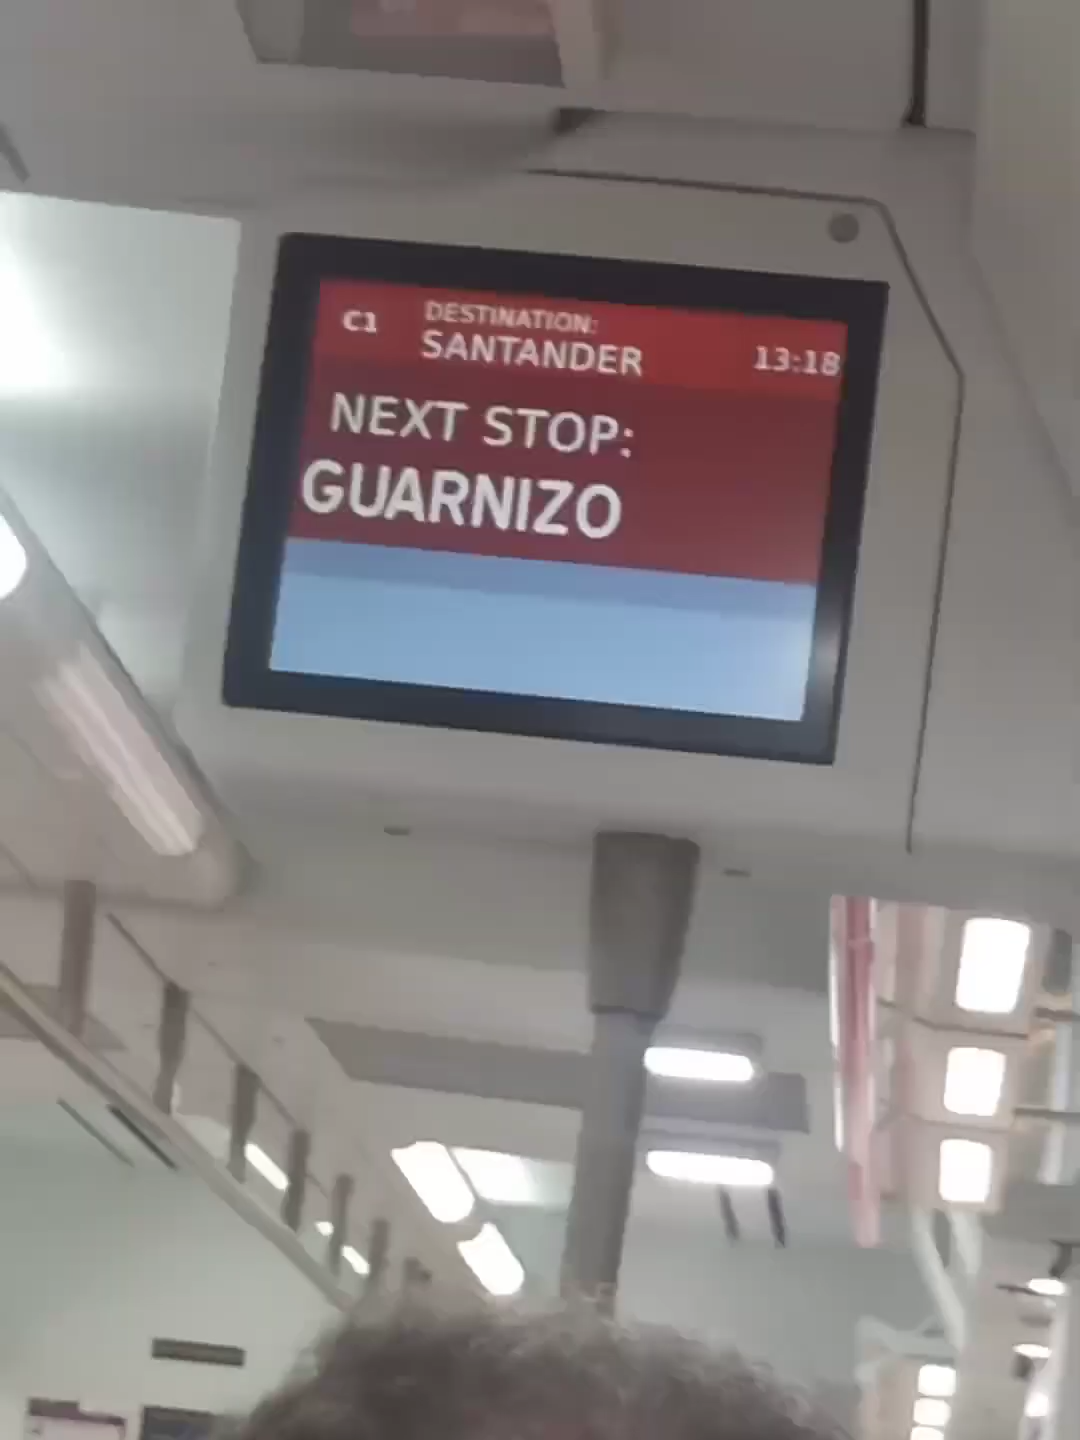 C1
DESTINATION:
SANTANDER
13:18
NEXT STOP:
GUARNIZO